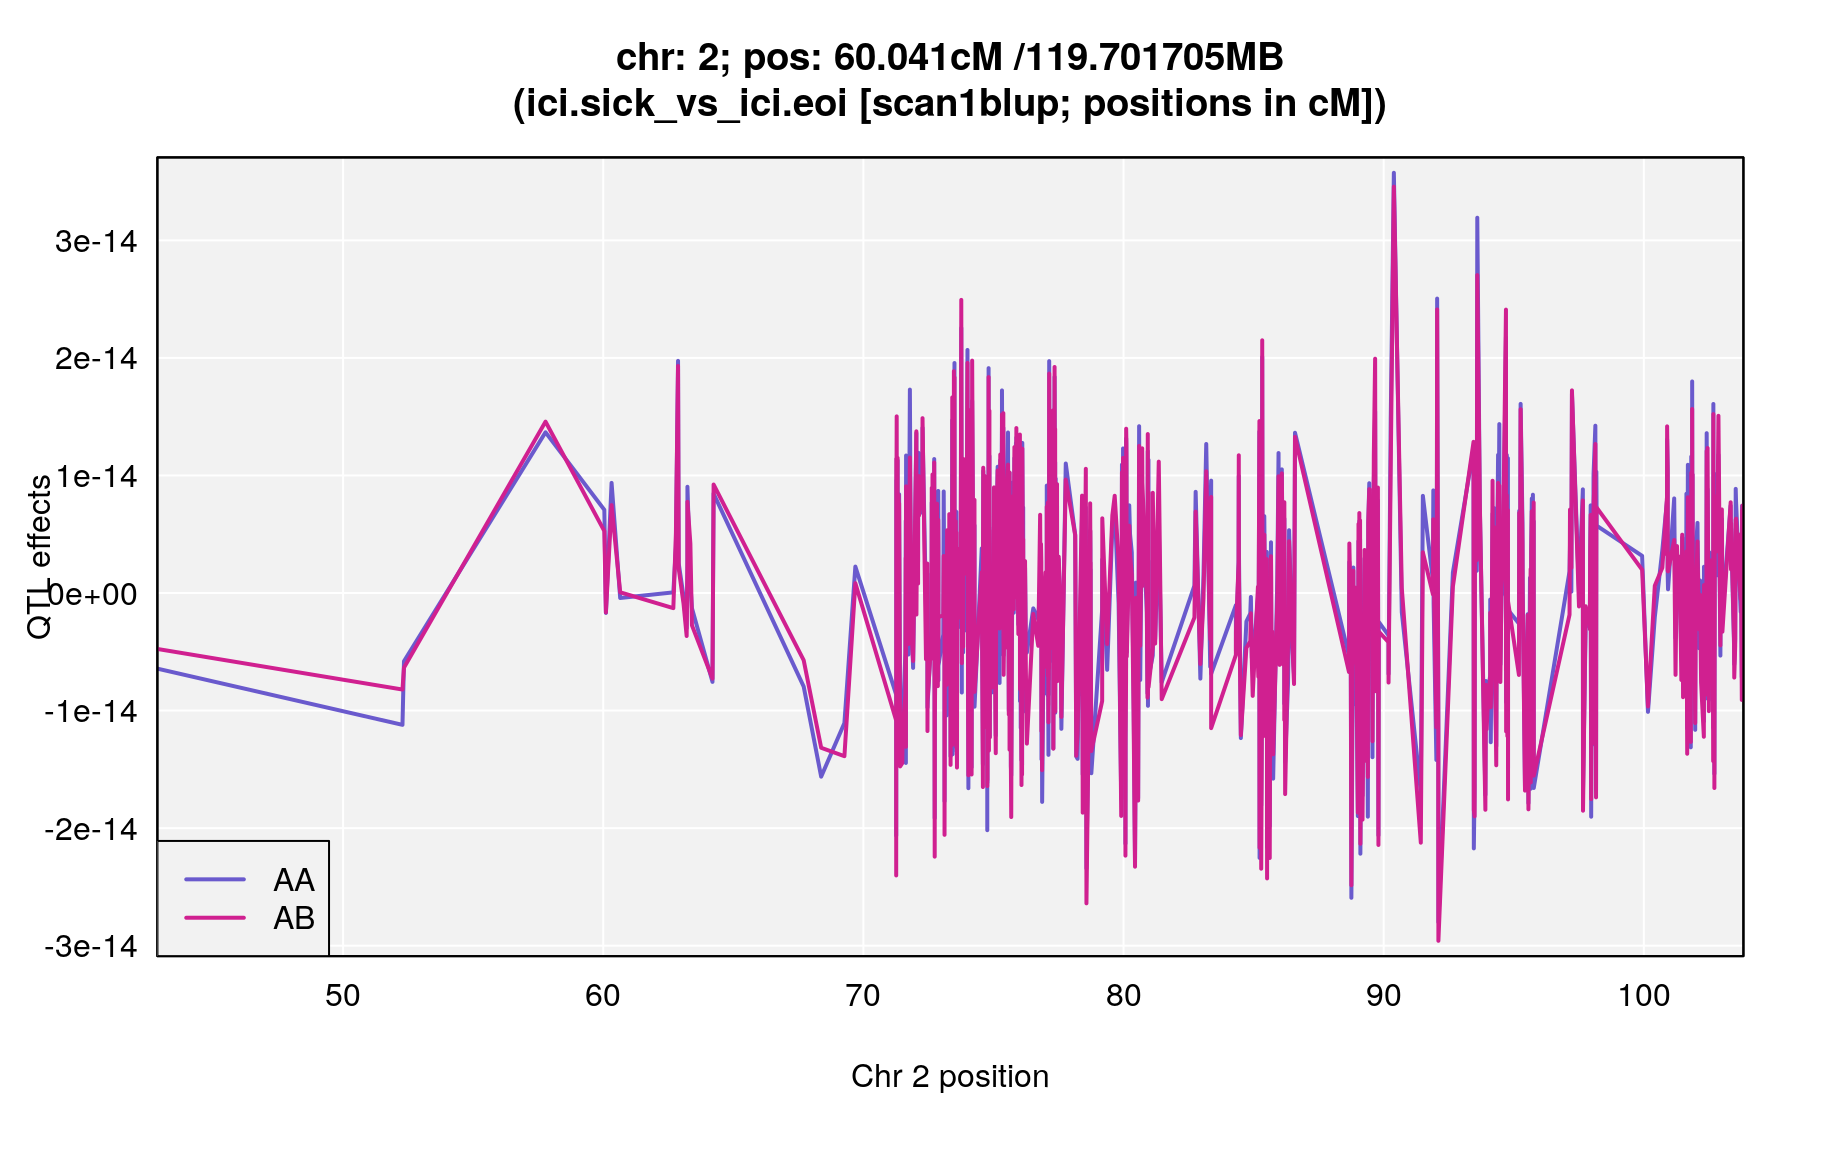 chr: 2; pos: 60.041cM /119.701705MB
(ici.sick_vs_ici.eoi [scan1blup; positions in cM])
QTL effects
3e-14
2e-14
1e-14
0e+00
-1e-14
-2e-14
-3e-14
AA
AB
50 60 70 80 90 100
Chr 2 position